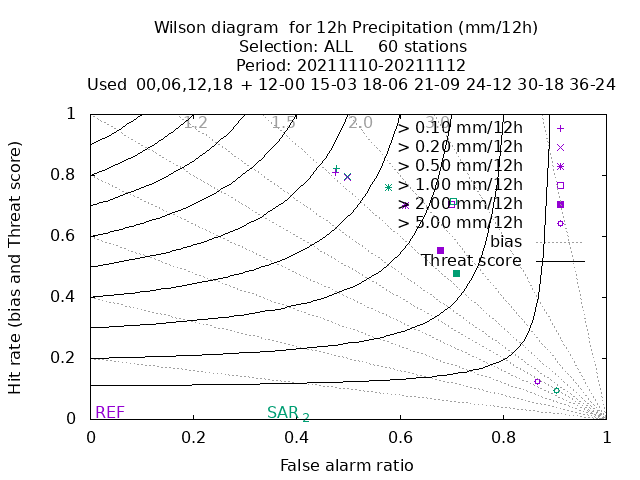 Wilson diagram  for 12h Precipitation (mm/12h)
Selection: ALL     60 stations
Period: 20211110-20211112
Used  00,06,12,18  + 12-00 15-03 18-06 21-09 24-12 30-18 36-24
1.2 1.5 2.0 3.0
> 0.10 mm/12h
> 0.20 mm/12h
> 0.50 mm/12h
> 1.00 mm/12h
> 2.00 mm/12h
> 5.00 mm/12h
bias
Threat score
Hit rate (bias and Threat score)
1
0.8
0.6
0.4
0.2
0
REF SAR 2
0 0.2 0.4 0.6 0.8 1
False alarm ratio